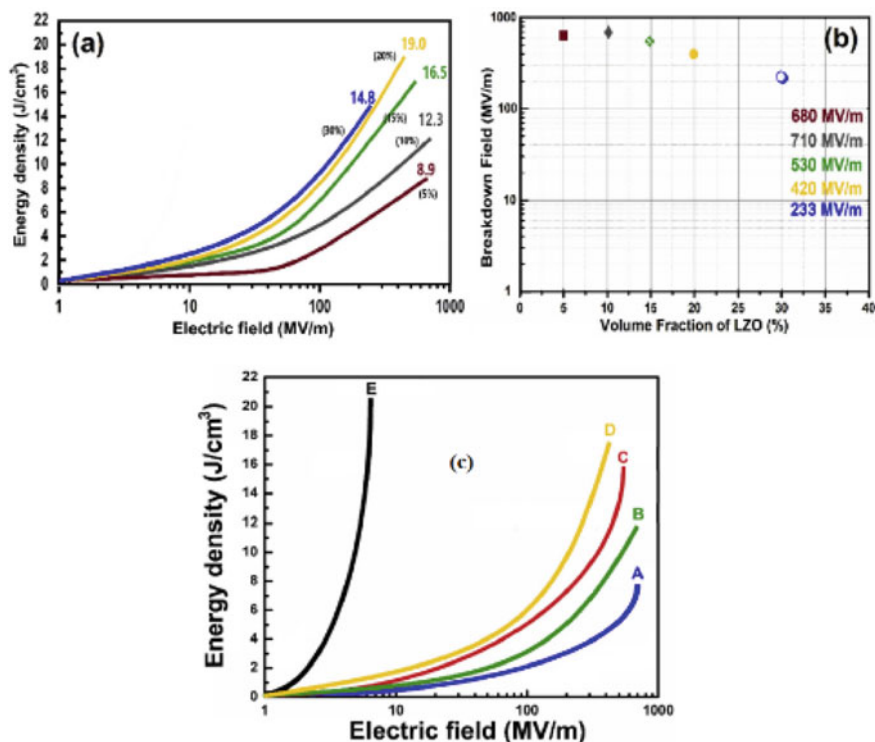 (a)
Energy density (J/cm³)
22
20
18
16
14
12
10
8
6
4
2
0
19.0
(20%)
16.5
14.8
(15%)
(30%)
12.3
(10%)
8.9
(5%)
1 10 100 1000
Electric field (MV/m)
(b)
Breakdown Field (MV/m)
1000
100
10
1
680 MV/m
710 MV/m
530 MV/m
420 MV/m
233 MV/m
0 5 10 15 20 25 30 35 40
Volume Fraction of LZO (%)
(c)
Energy density (J/cm³)
22
20
18
16
14
12
10
8
6
4
2
0
E
D
C
B
A
1 10 100 1000
Electric field (MV/m)